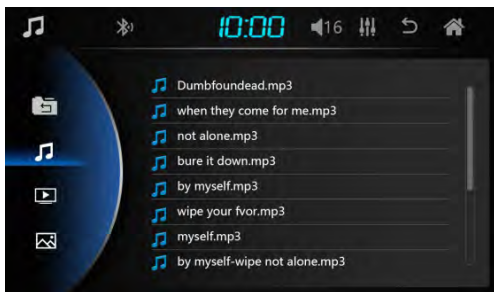 10:00 16
Dumbfoundead.mp3
when they come for me.mp3
not alone.mp3
bure it down.mp3
by myself.mp3
wipe your fvor.mp3
myself.mp3
by myself-wipe not alone.mp3